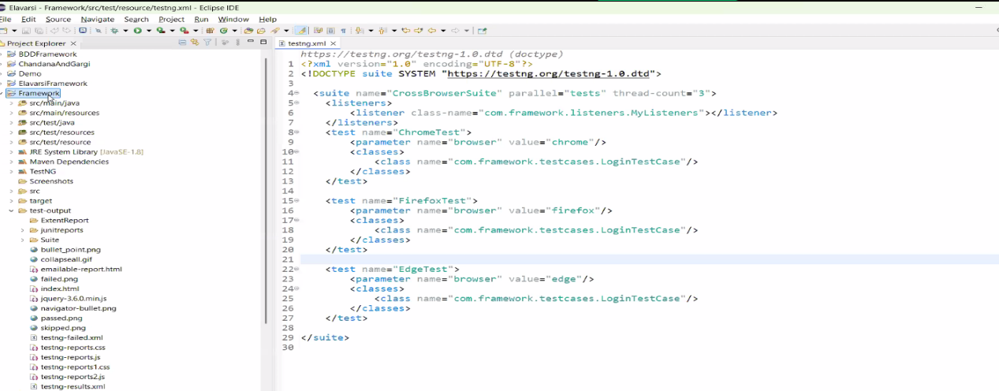 Elavarsi - Framework/src/test/resource/testng.xml - Eclipse IDE
File Edit Source Navigate Search Project Run Window Help
Project Explorer
BDDFramework
ChandanaAndGargi
Demo
ElavarsiFramework
Framework
src/main/java
src/main/resources
src/test/java
src/test/resources
src/test/resource
JRE System Library [JavaSE-1.8]
Maven Dependencies
TestNG
Screenshots
src
target
test-output
ExtentReport
junitreports
Suite
bullet_point.png
collapseall.gif
emailable-report.html
failed.png
index.html
jquery-3.6.0.min.js
navigator-bullet.png
passed.png
skipped.png
testng-failed.xml
testng-reports.css
testng-reports.js
testng-reports1.css
testng-reports2.js
testng-results.xml
testng.xml
https://testng.org/testng-1.0.dtd (doctype)
1 <?xml version="1.0" encoding="UTF-8"?>
2 <!DOCTYPE suite SYSTEM "https://testng.org/testng-1.0.dtd">
3
4 <suite name="CrossBrowserSuite" parallel="tests" thread-count="3">
5 <listeners>
6 <listener class-name="com.framework.listeners.MyListeners"></listener>
7 </listeners>
8 <test name="ChromeTest">
9 <parameter name="browser" value="chrome"/>
10 <classes>
11 <class name="com.framework.testcases.LoginTestCase"/>
12 </classes>
13 </test>
14
15 <test name="FirefoxTest">
16 <parameter name="browser" value="firefox"/>
17 <classes>
18 <class name="com.framework.testcases.LoginTestCase"/>
19 </classes>
20 </test>
21
22 <test name="EdgeTest">
23 <parameter name="browser" value="edge"/>
24 <classes>
25 <class name="com.framework.testcases.LoginTestCase"/>
26 </classes>
27 </test>
28
29 </suite>
30